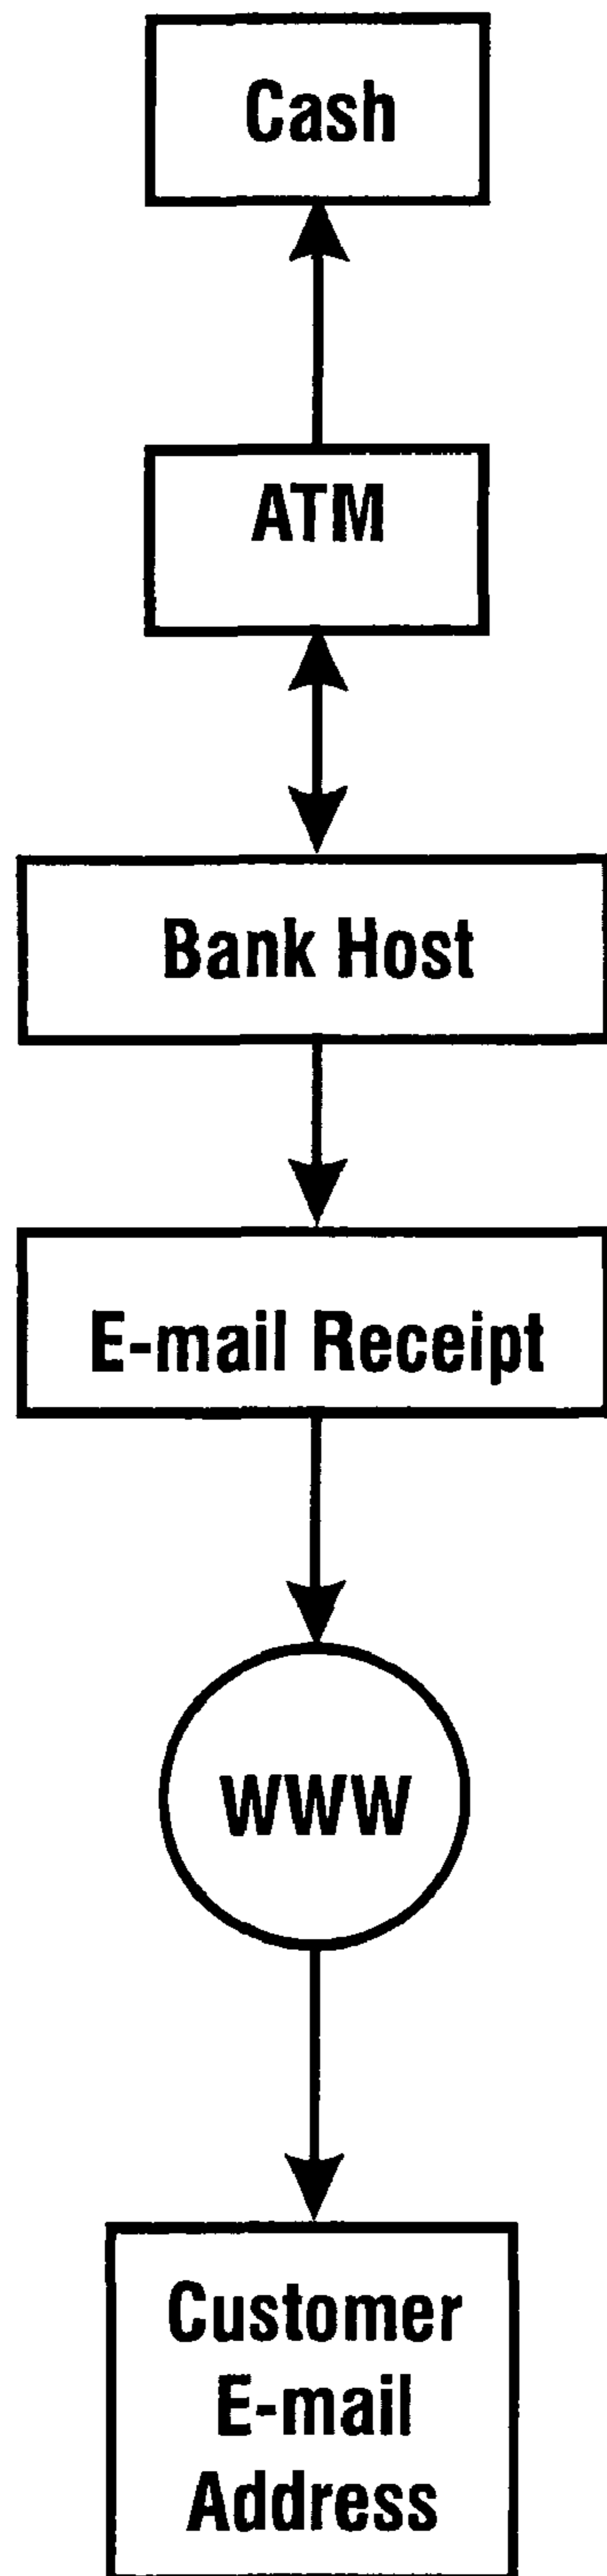 Cash
ATM
Bank Host
E-mail Receipt
WWW
Customer
E-mail
Address